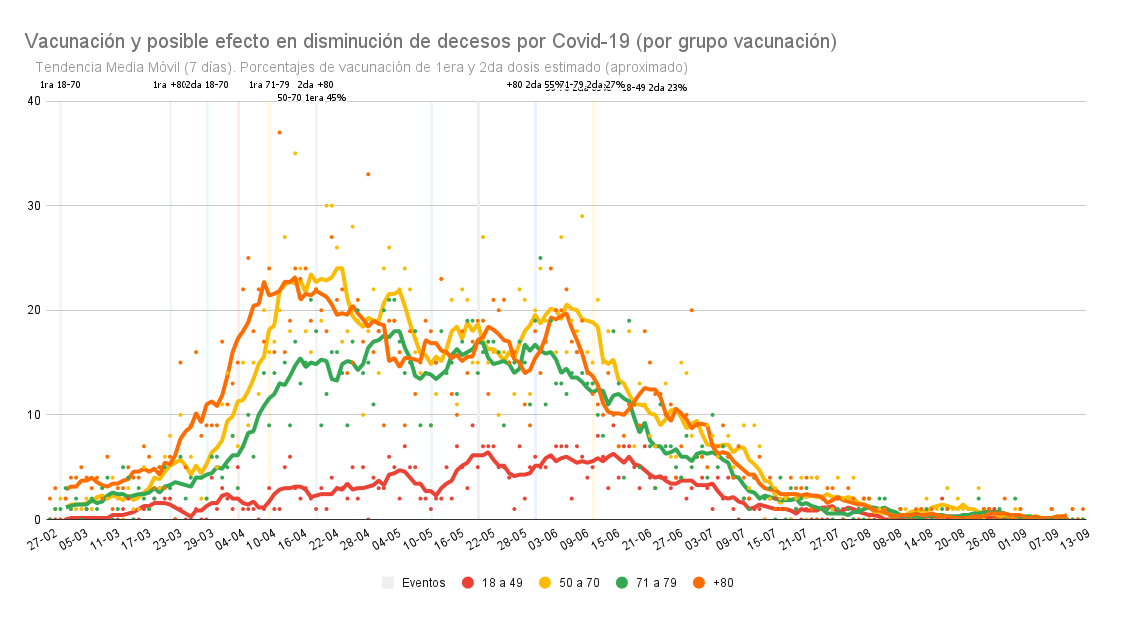 Vacunación y posible efecto en disminución de decesos por Covid-19 (por grupo vacunación)
Tendencia Media Móvil (7 días). Porcentajes de vacunación de 1era y 2da dosis estimado (aproximado)
1ra 18-70 1ra +80 2da 18-70 1ra 71-79 2da +80 +80 2da 55% 71-79 2da 27% 18-49 2da 23%
50-70 1era 45%
40
30
20
10
0
27-02 05-03 11-03 17-03 23-03 29-03 04-04 10-04 16-04 22-04 28-04 04-05 10-05 16-05 22-05 28-05 03-06 09-06 15-06 21-06 27-06 03-07 09-07 15-07 21-07 27-07 02-08 08-08 14-08 20-08 26-08 01-09 07-09 13-09
Eventos 18 a 49 50 a 70 71 a 79 +80